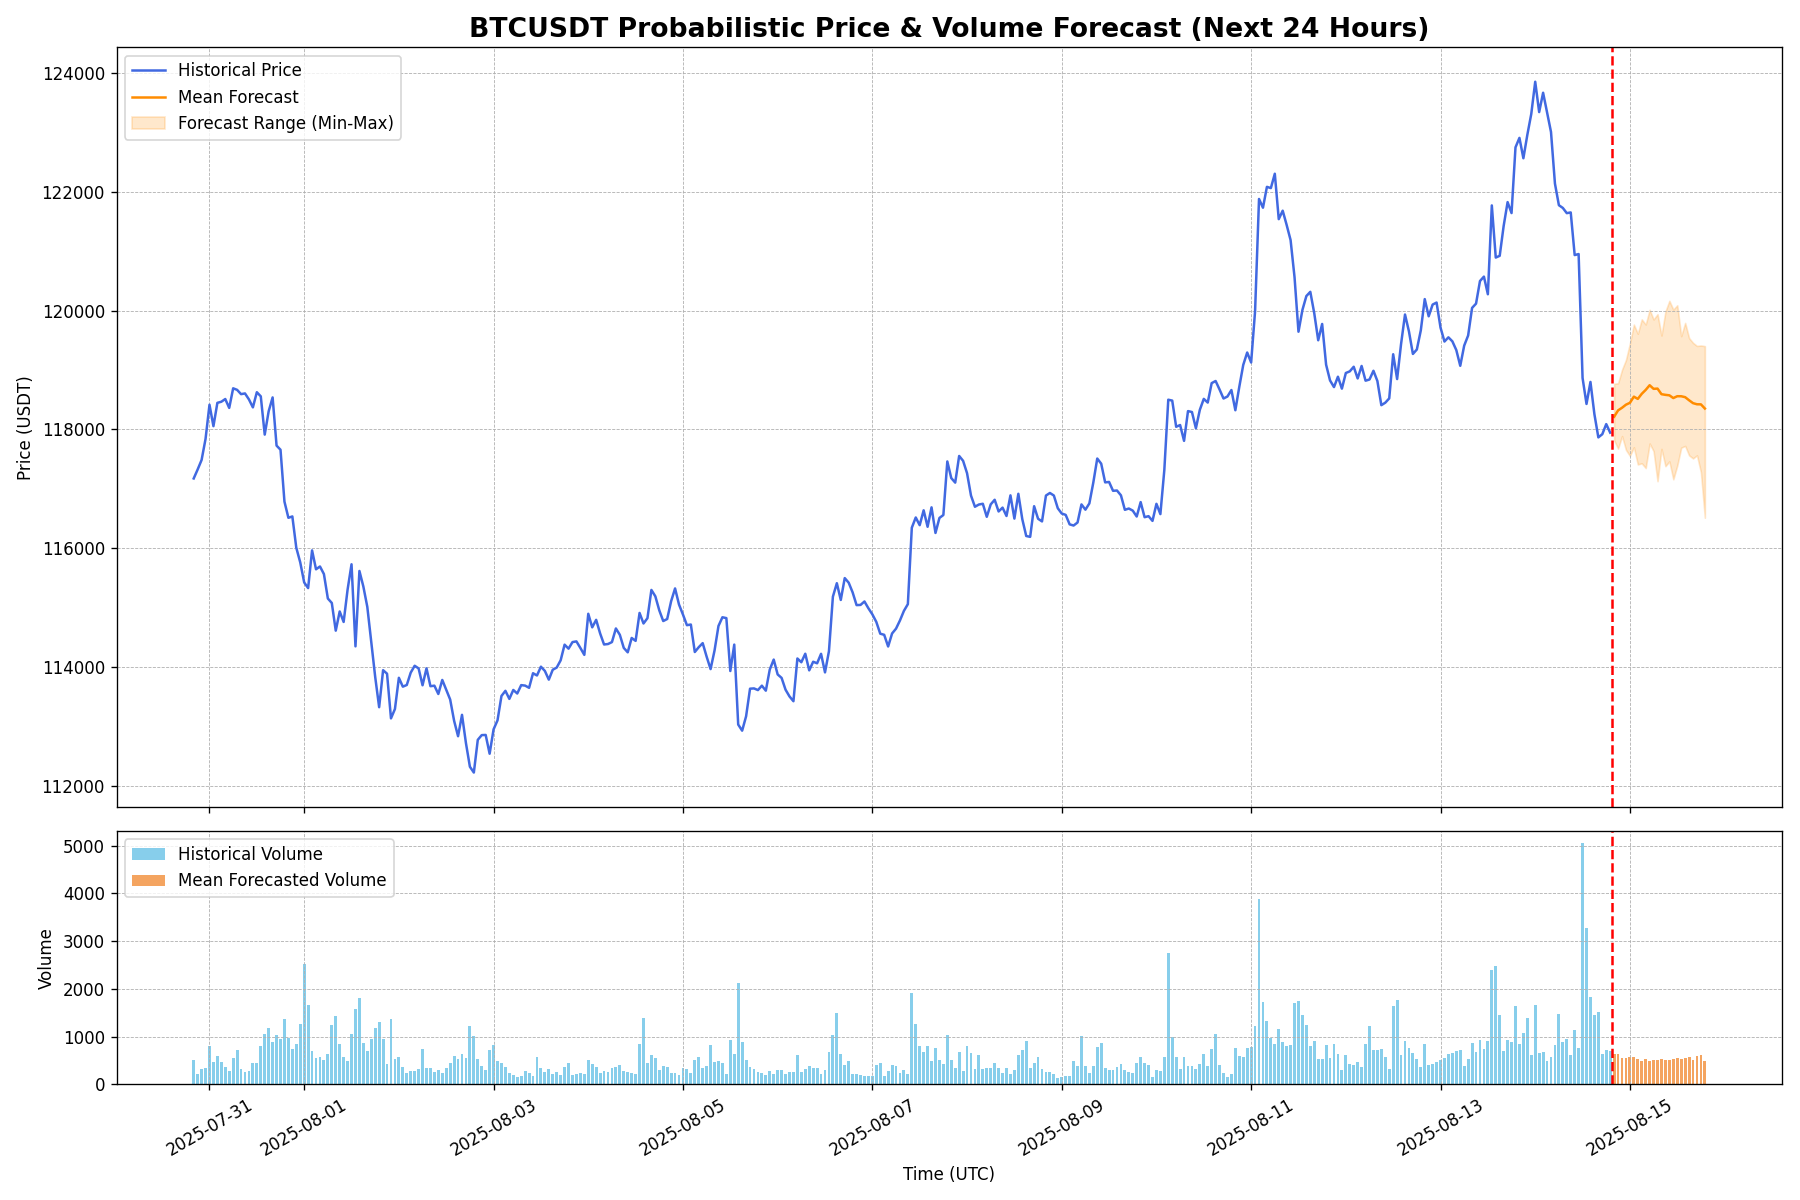 BTCUSDT Probabilistic Price & Volume Forecast (Next 24 Hours)
Historical Price
Mean Forecast
Forecast Range (Min-Max)
Price (USDT)
124000
122000
120000
118000
116000
114000
112000
Historical Volume
Mean Forecasted Volume
Volume
5000
4000
3000
2000
1000
0
2025-07-31
2025-08-01
2025-08-03
2025-08-05
2025-08-07
2025-08-09
2025-08-11
2025-08-13
2025-08-15
Time (UTC)